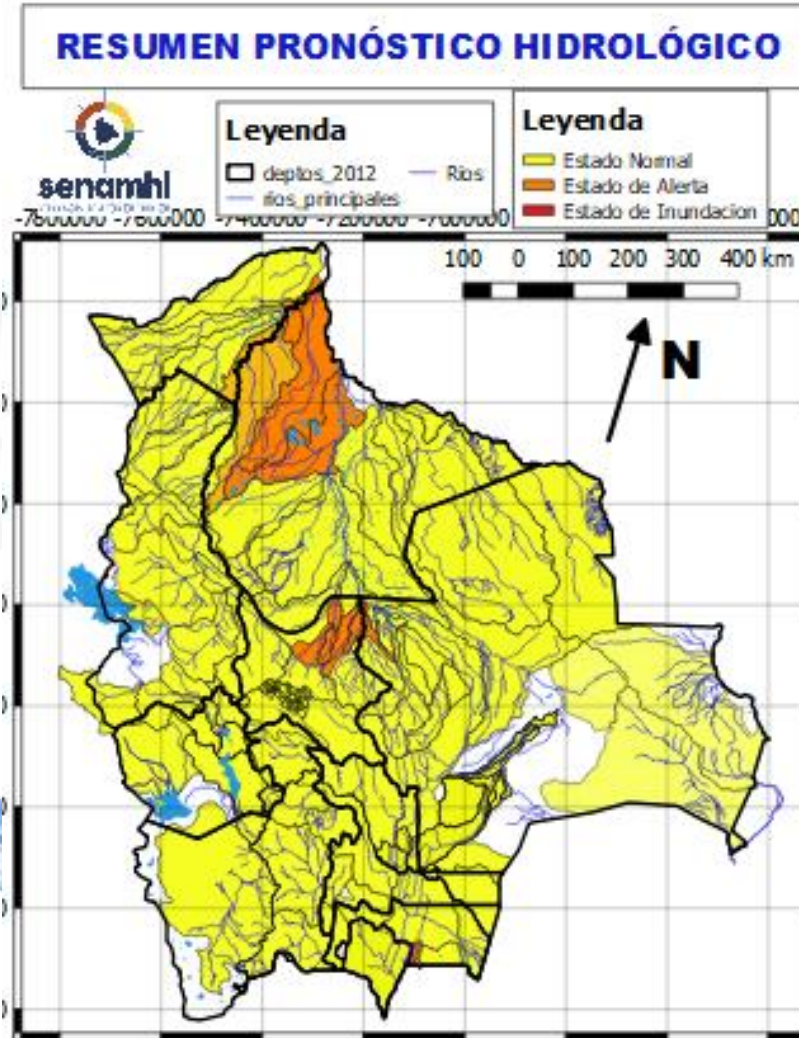 RESUMEN PRONÓSTICO HIDROLÓGICO
senamhi
Leyenda
deptos_2012
Rios
rios_principales
Leyenda
Estado Normal
Estado de Alerta
Estado de Inundacion
-7600000 -7400000 -7200000 -7000000
100 0 100 200 300 400 km
N